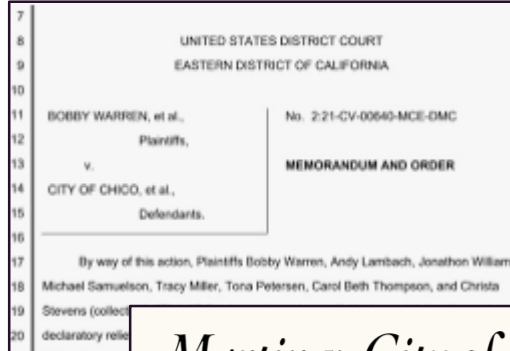 7
8 UNITED STATES DISTRICT COURT
9 EASTERN DISTRICT OF CALIFORNIA
10
11 BOBBY WARREN, et al., No. 2:21-CV-00640-MCE-DMC
12 Plaintiffs,
13 v. MEMORANDUM AND ORDER
14 CITY OF CHICO, et al.,
15 Defendants.
16
17 By way of this action, Plaintiffs Bobby Warren, Andy Lambach, Jonathon William
18 Michael Samuelson, Tracy Miller, Tona Petersen, Carol Beth Thompson, and Christa
19 Stevens (collect
20 declaratory relie
Martin v. City of